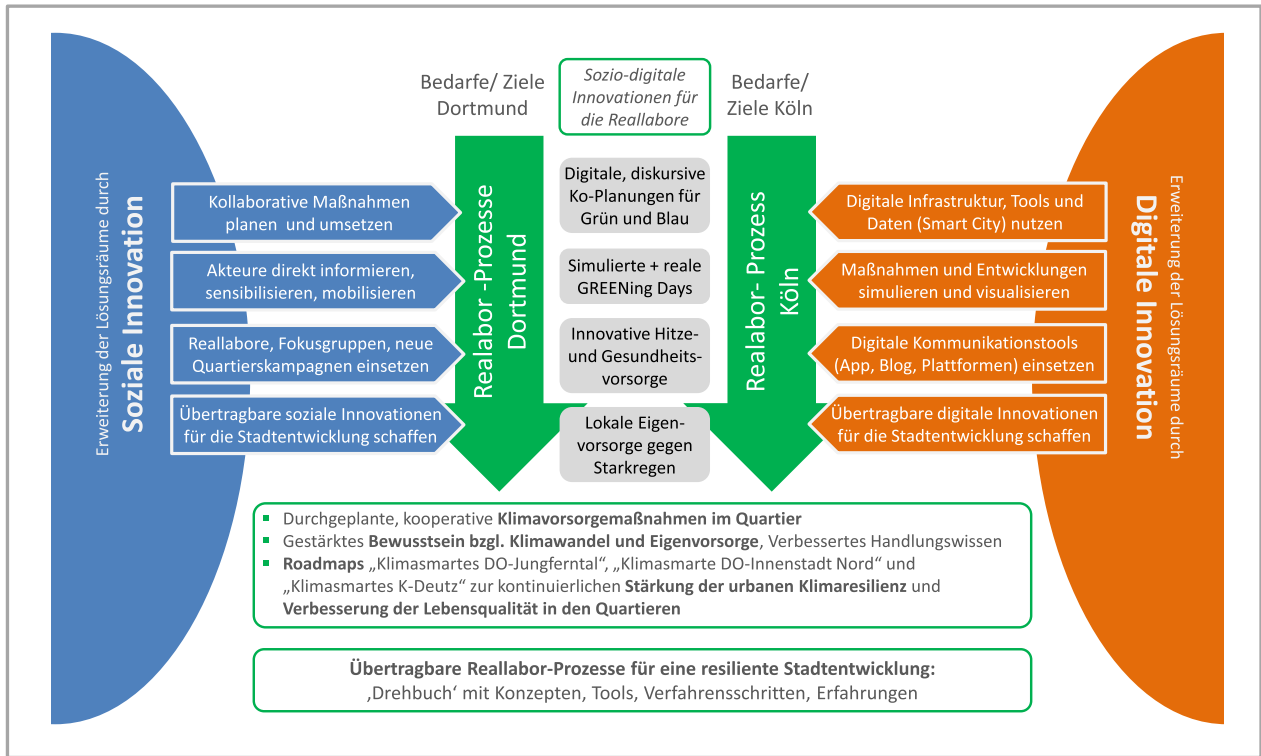 Erweiterung der Lösungsräume durch
Soziale Innovation
Kollaborative Maßnahmen
planen und umsetzen
Akteure direkt informieren,
sensibilisieren, mobilisieren
Reallabore, Fokusgruppen, neue
Quartierskampagnen einsetzen
Übertragbare soziale Innovationen
für die Stadtentwicklung schaffen
Bedarfe/ Ziele
Dortmund
Realabor -Prozesse
Dortmund
Sozio-digitale
Innovationen für
die Reallabore
Digitale, diskursive
Ko-Planungen für
Grün und Blau
Simulierte + reale
GREENing Days
Innovative Hitze-
und Gesundheits-
vorsorge
Lokale Eigen-
vorsorge gegen
Starkregen
Bedarfe/
Ziele Köln
Realabor- Prozess
Köln
Digitale Infrastruktur, Tools und
Daten (Smart City) nutzen
Maßnahmen und Entwicklungen
simulieren und visualisieren
Digitale Kommunikationstools
(App, Blog, Plattformen) einsetzen
Übertragbare digitale Innovationen
für die Stadtentwicklung schaffen
Digitale Innovation
Erweiterung der Lösungsräume durch
▪ Durchgeplante, kooperative Klimavorsorgemaßnahmen im Quartier
▪ Gestärktes Bewusstsein bzgl. Klimawandel und Eigenvorsorge, Verbessertes Handlungswissen
▪ Roadmaps „Klimasmartes DO-Jungferntal“, „Klimasmarte DO-Innenstadt Nord“ und
„Klimasmartes K-Deutz“ zur kontinuierlichen Stärkung der urbanen Klimaresilienz und
Verbesserung der Lebensqualität in den Quartieren
Übertragbare Reallabor-Prozesse für eine resiliente Stadtentwicklung:
‚Drehbuch‘ mit Konzepten, Tools, Verfahrensschritten, Erfahrungen